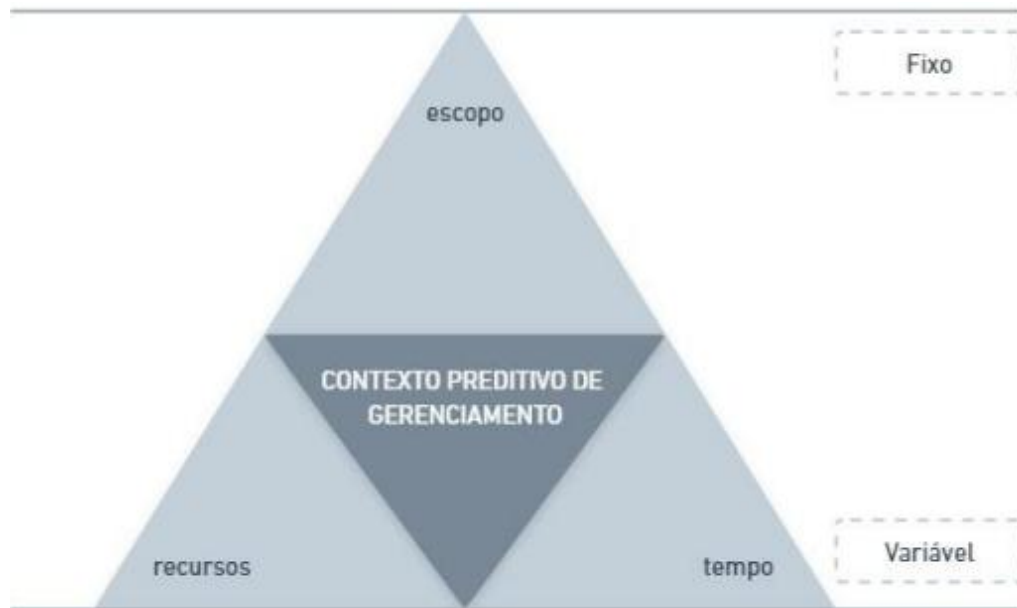 Fixo
escopo
CONTEXTO PREDITIVO DE
GERENCIAMENTO
recursos
tempo
Variável